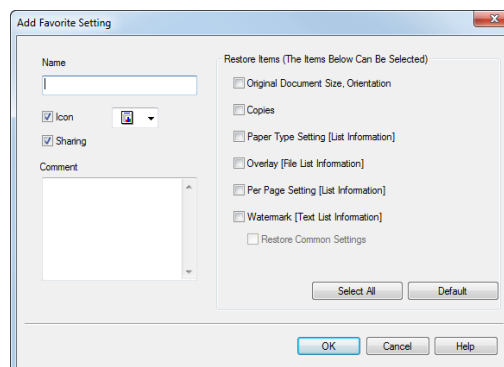 Add Favorite Setting
Name
Icon
Sharing
Comment
Restore Items (The Items Below Can Be Selected)
Original Document Size, Orientation
Copies
Paper Type Setting [List Information]
Overlay [File List Information]
Per Page Setting [List Information]
Watermark [Text List Information]
Restore Common Settings
Select All
Default
OK
Cancel
Help